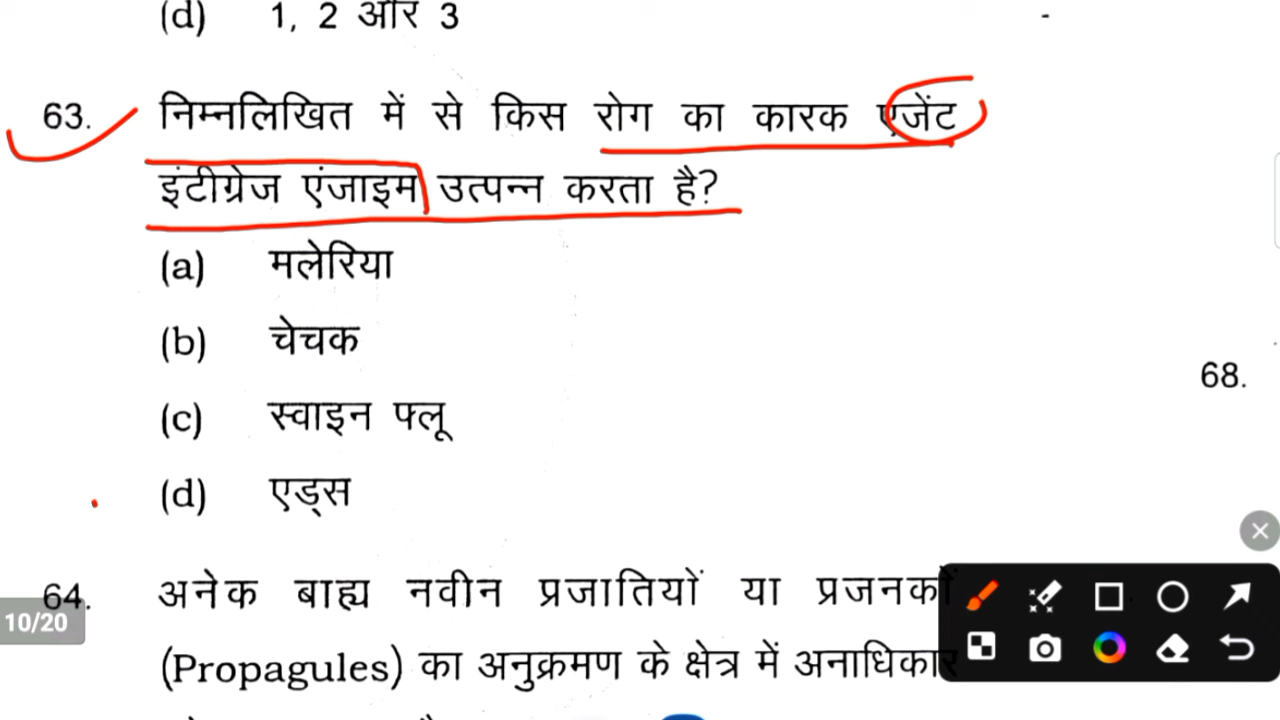 (d) 1, 2 और 3
63. निम्नलिखित में से किस रोग का कारक एजेंट
इंटीग्रेज एंजाइम उत्पन्न करता है?
(a) मलेरिया
(b) चेचक
(c) स्वाइन फ्लू
(d) एड्स
68.
64. अनेक बाह्य नवीन प्रजातियों या प्रजनकों
10/20
(Propagules) का अनुक्रमण के क्षेत्र में अनाधिकार